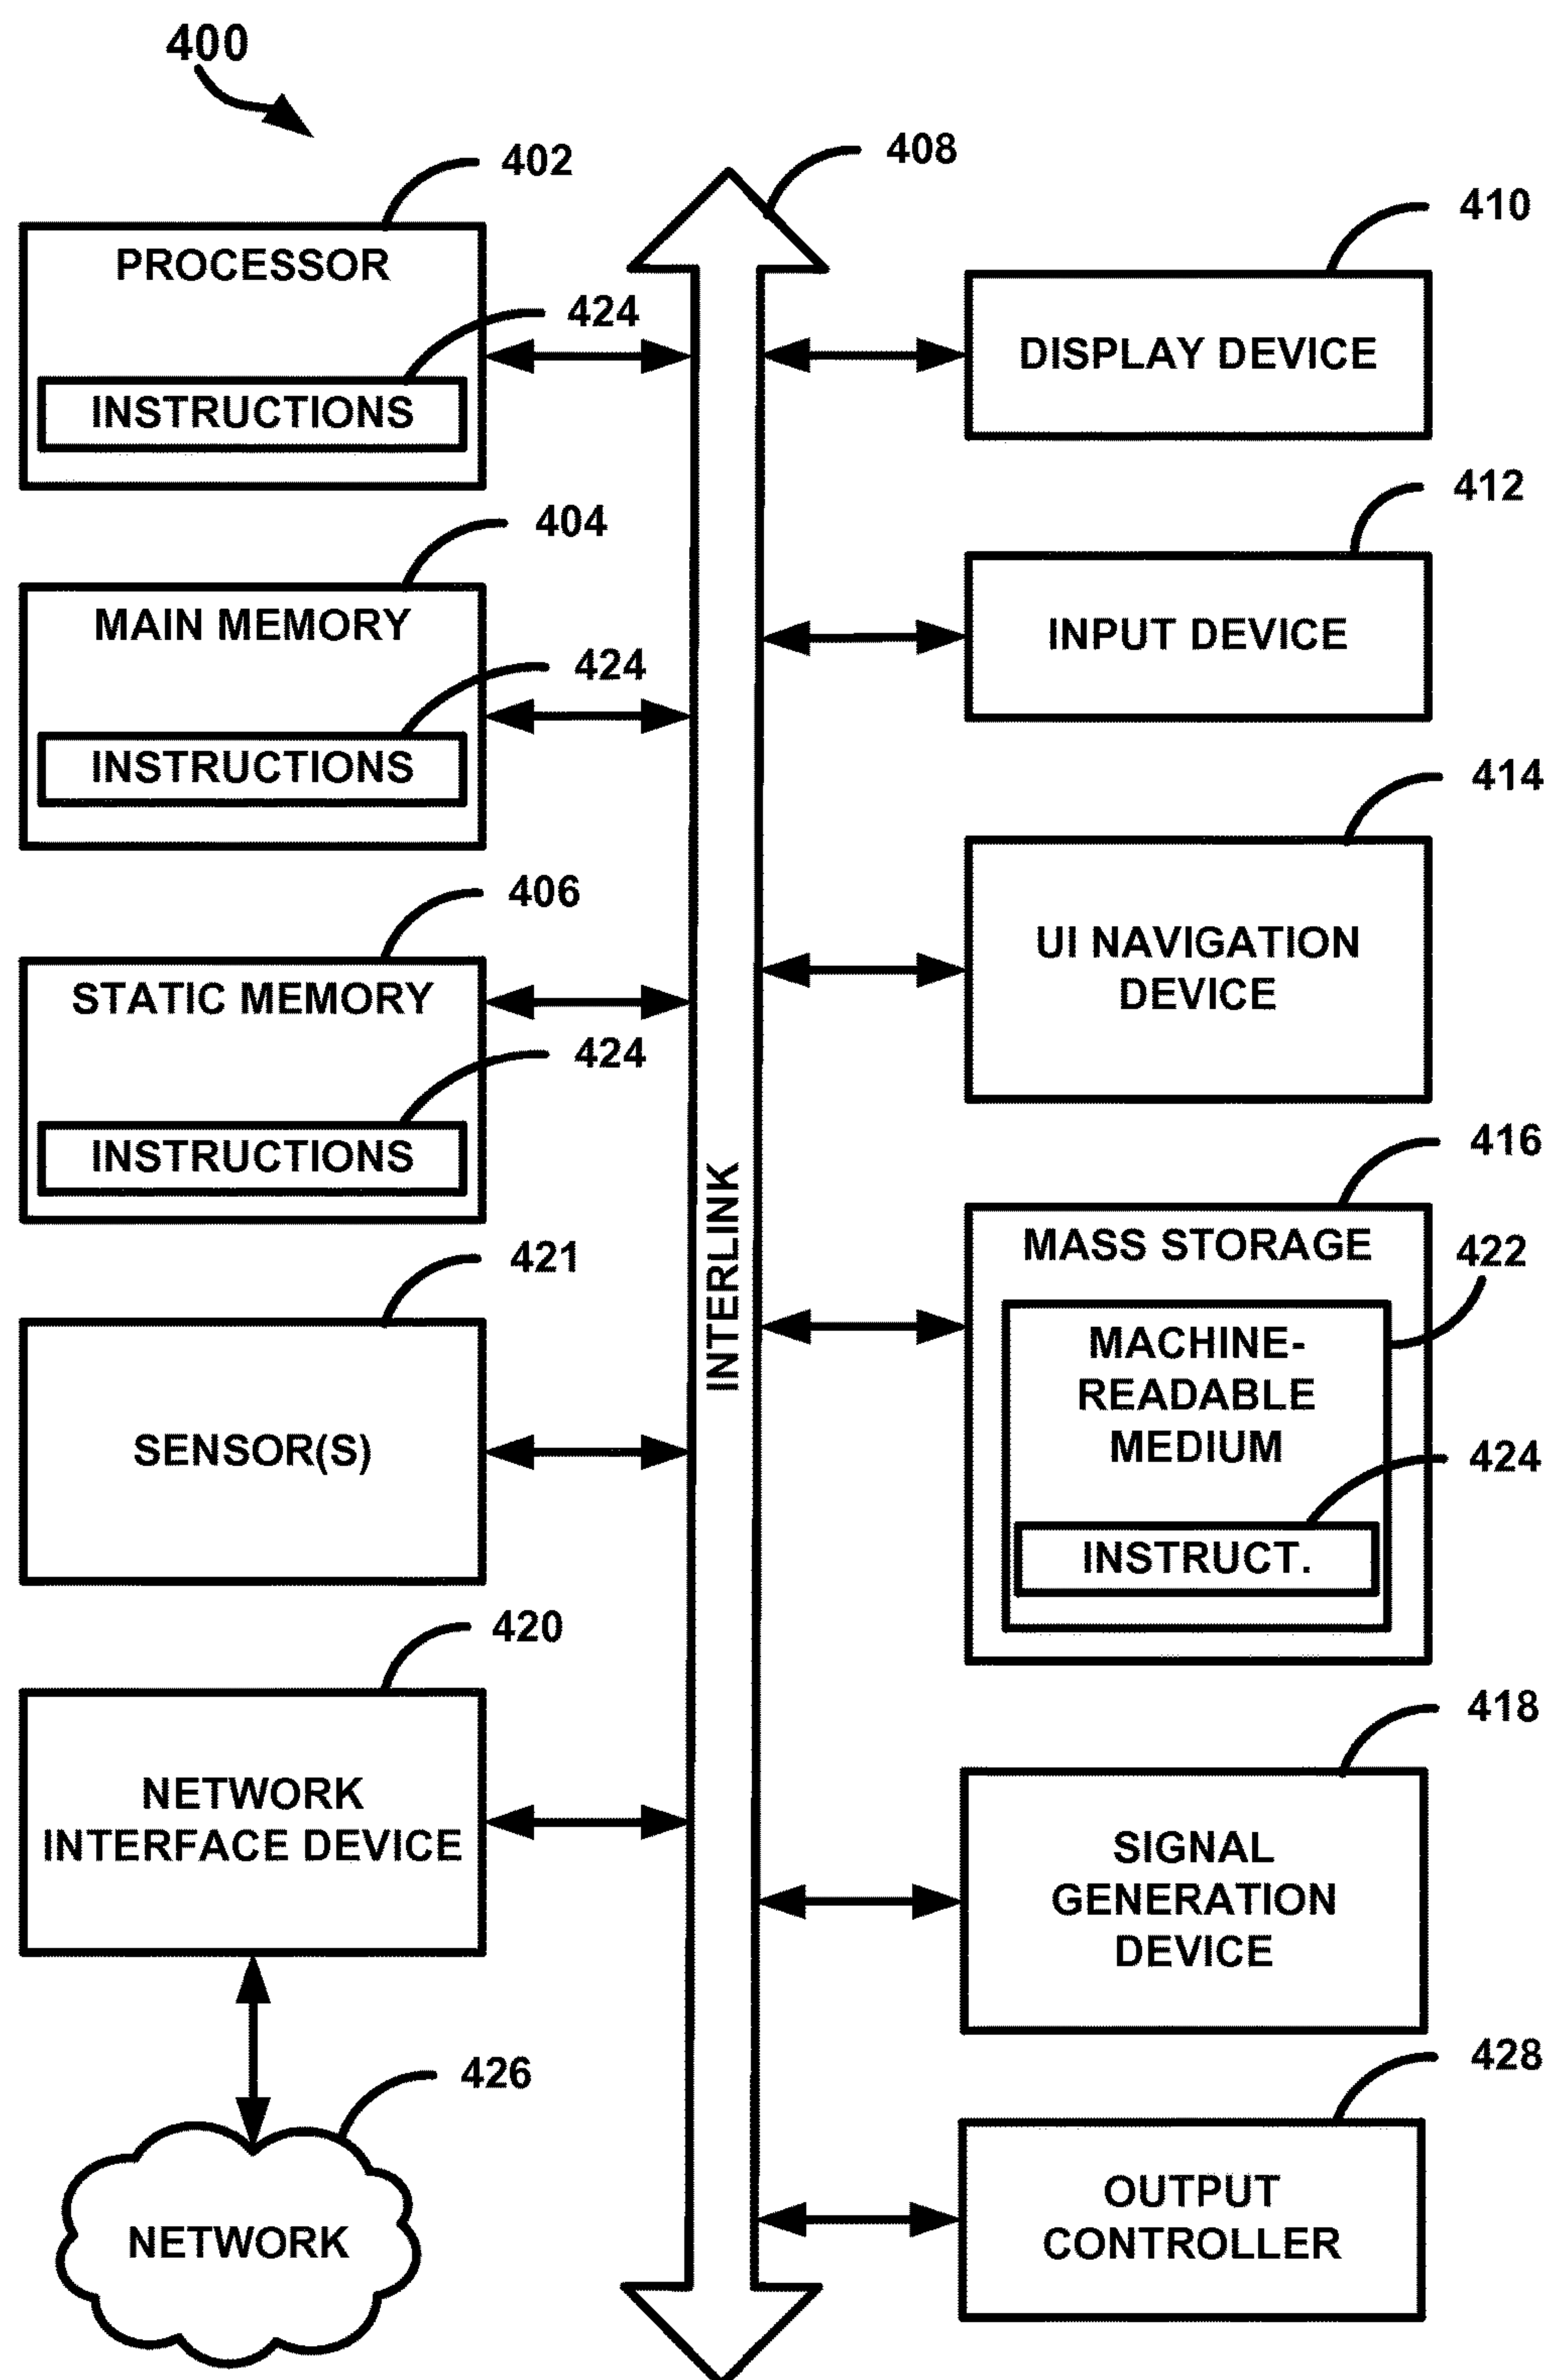 400
402
PROCESSOR
424
INSTRUCTIONS
404
MAIN MEMORY
424
INSTRUCTIONS
406
STATIC MEMORY
424
INSTRUCTIONS
421
SENSOR(S)
420
NETWORK
INTERFACE DEVICE
426
NETWORK
408
INTERLINK
410
DISPLAY DEVICE
412
INPUT DEVICE
414
UI NAVIGATION
DEVICE
416
MASS STORAGE
422
MACHINE-
READABLE
MEDIUM
424
INSTRUCT.
418
SIGNAL
GENERATION
DEVICE
428
OUTPUT
CONTROLLER